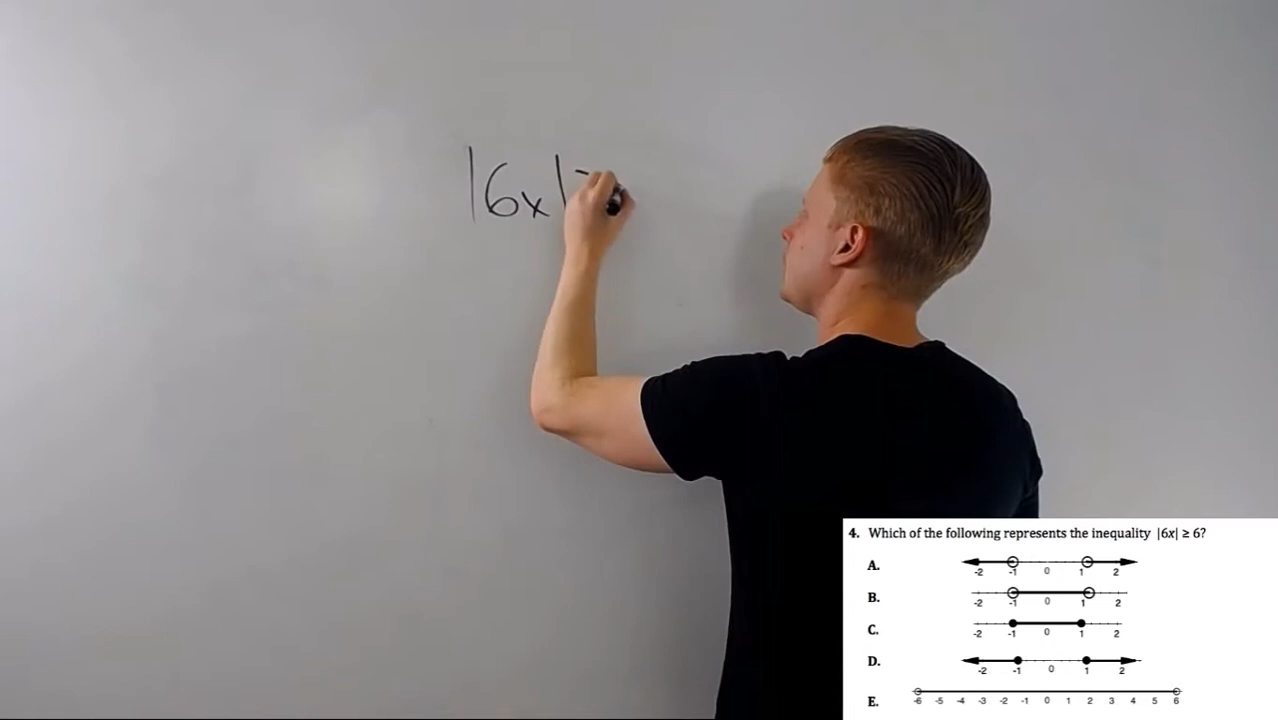 |6x|
4. Which of the following represents the inequality |6x| ≥ 6?
A.
-2 -1 0 1 2
B.
-2 -1 0 1 2
C.
-2 -1 0 1 2
D.
-2 -1 0 1 2
E.
-6 -5 -4 -3 -2 -1 0 1 2 3 4 5 6